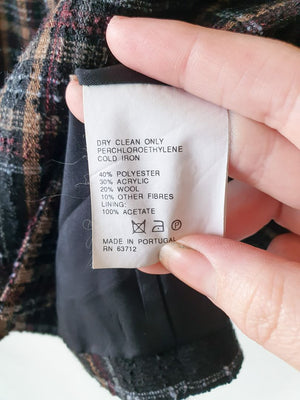 DRY CLEAN ONLY
PERCHLOROETHYLENE
COLD IRON
40% POLYESTER
30% ACRYLIC
20% WOOL
10% OTHER FIBRES
LINING:
100% ACETATE
P
MADE IN PORTUGAL
RN 63712